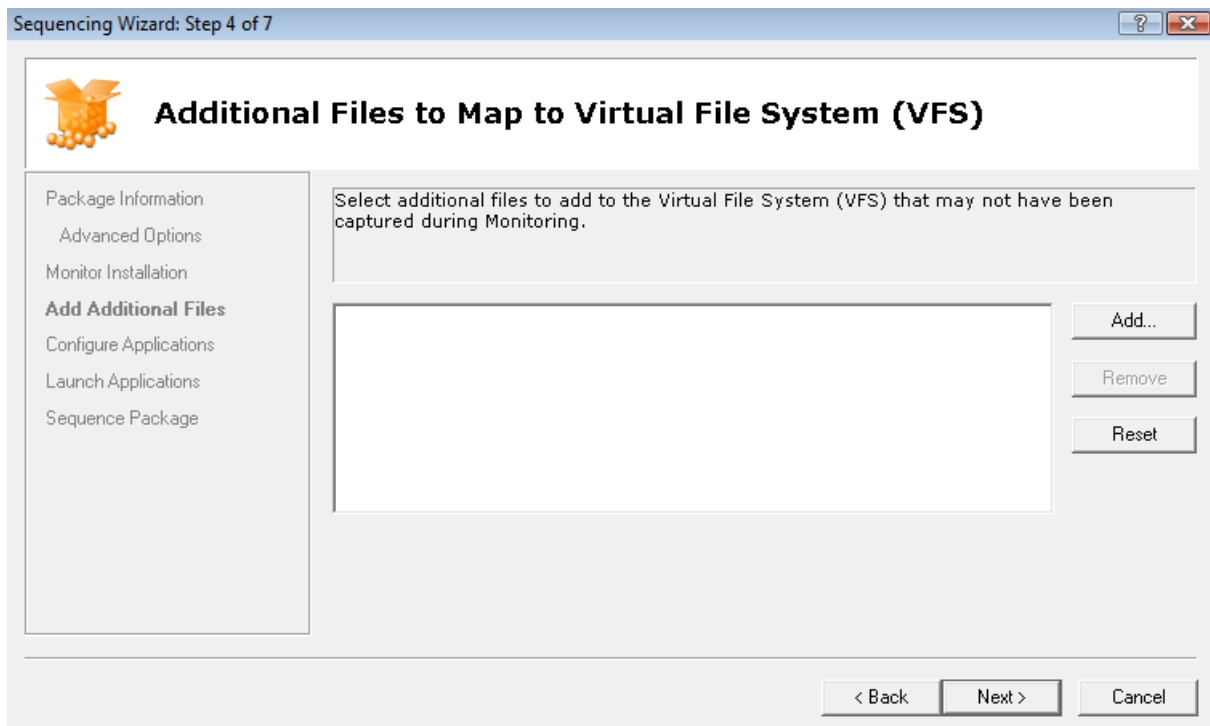 Sequencing Wizard: Step 4 of 7
?
Additional Files to Map to Virtual File System (VFS)
Package Information
Advanced Options
Monitor Installation
Add Additional Files
Configure Applications
Launch Applications
Sequence Package
Select additional files to add to the Virtual File System (VFS) that may not have been
captured during Monitoring.
Add...
Remove
Reset
< Back
Next >
Cancel